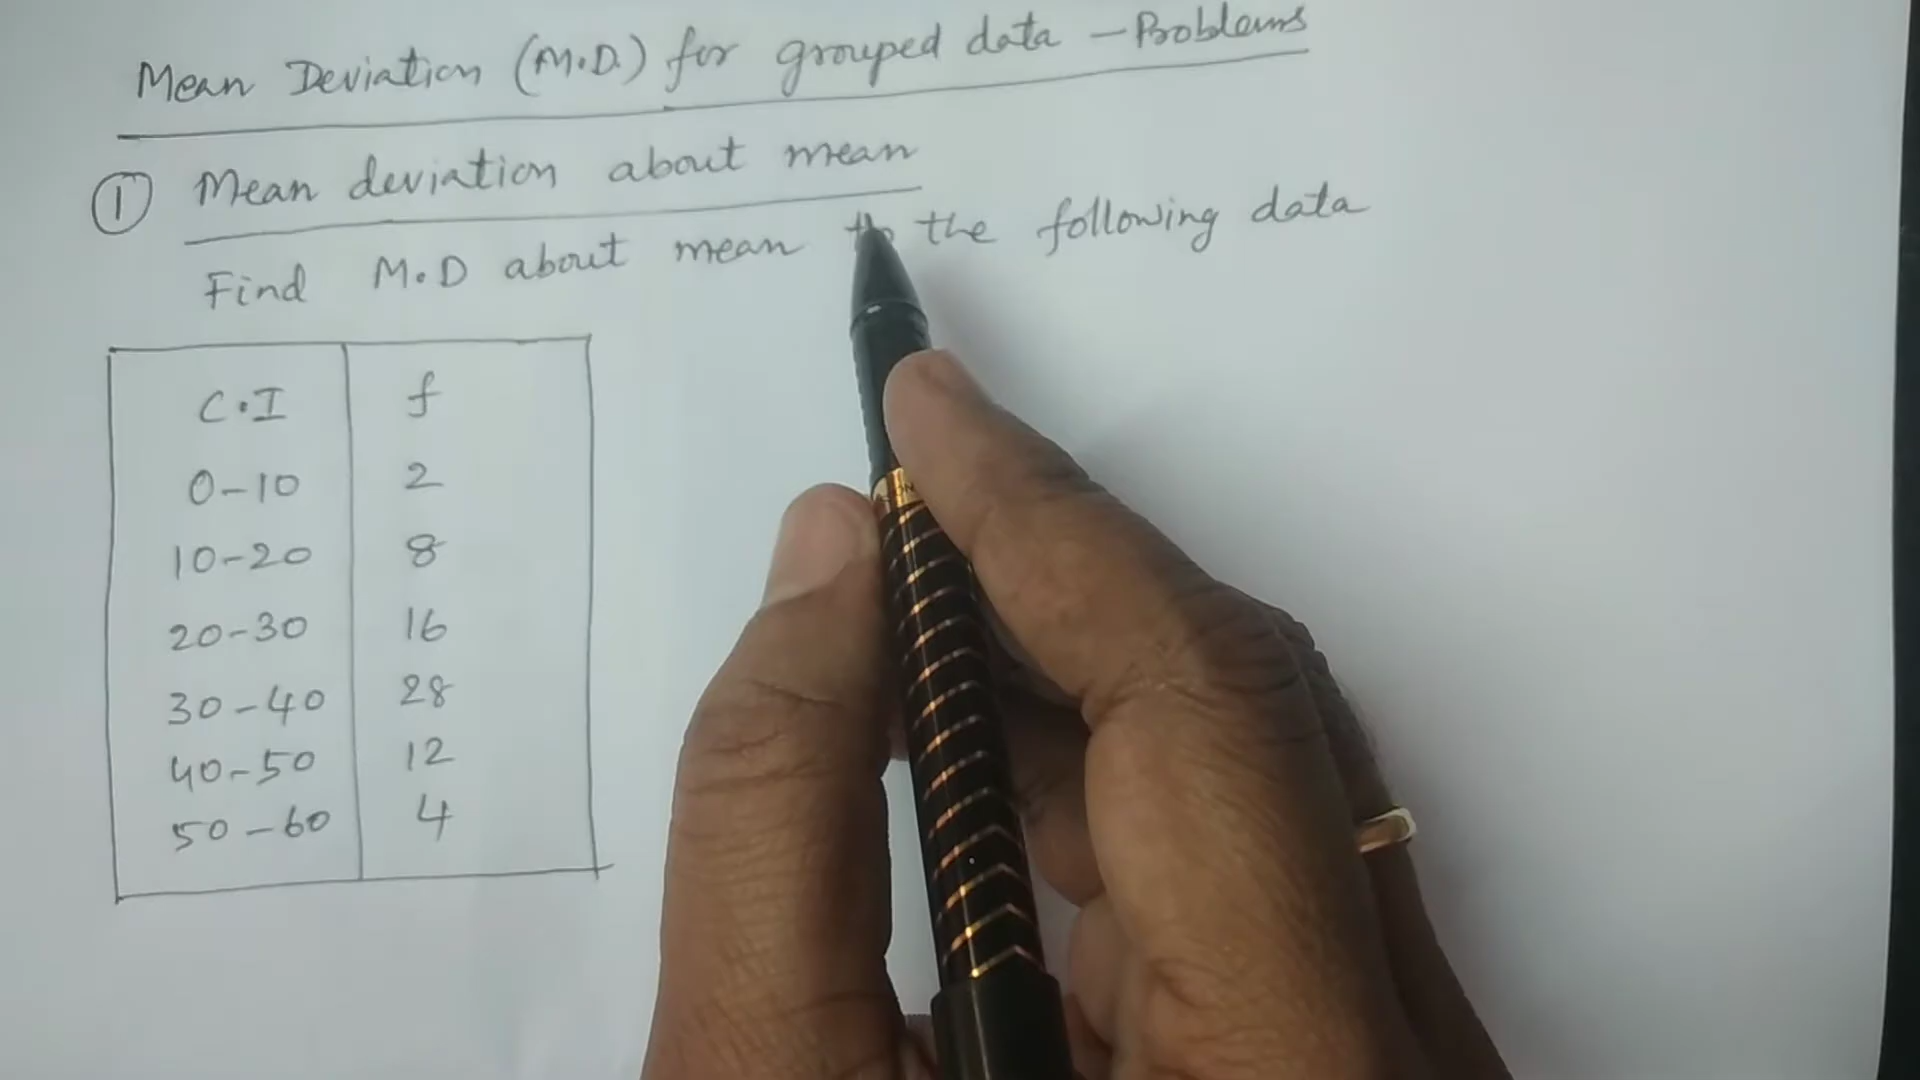 Mean Deviation (M.D.) for grouped data - Problems
① Mean deviation about mean
Find M.D about mean the following data
C.I f
0-10 2
10-20 8
20-30 16
30-40 28
40-50 12
50-60 4